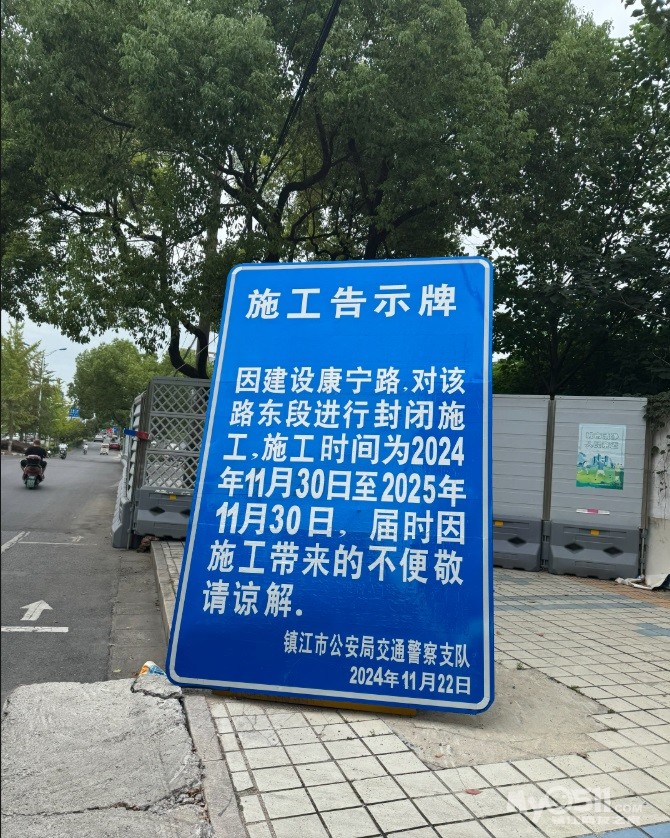 施工告示牌
因建设康宁路,对该
路东段进行封闭施
工,施工时间为2024
年11月30日至2025年
11月30日，届时因
施工带来的不便敬
请谅解.
镇江市公安局交通警察支队
2024年11月22日
My0511.COM